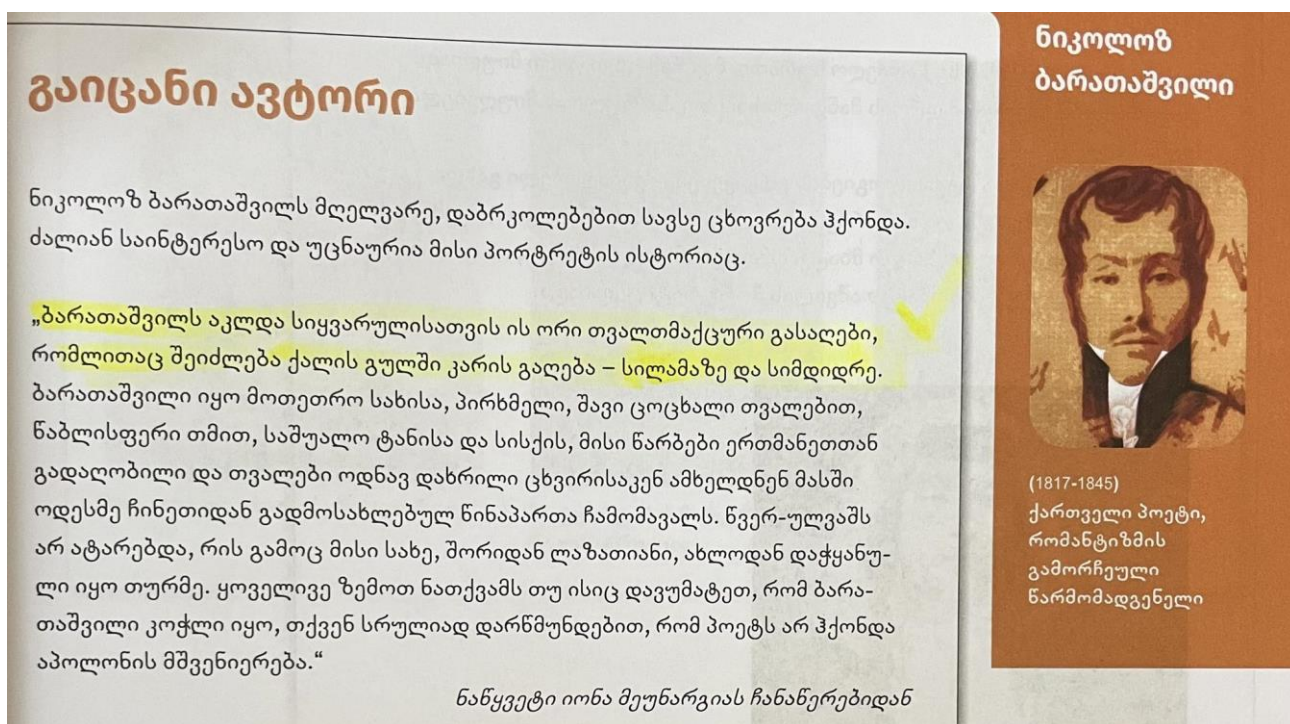 გაიცანი ავტორი
ნიკოლოზ ბარათაშვილს მღელვარე, დაბრკოლებებით სავსე ცხოვრება ჰქონდა.
ძალიან საინტერესო და უცნაურია მისი პორტრეტის ისტორიაც.
„ბარათაშვილს აკლდა სიყვარულისათვის ის ორი თვალთმაქცური გასაღები,
რომლითაც შეიძლება ქალის გულში კარის გაღება – სილამაზე და სიმდიდრე.
ბარათაშვილი იყო მოთეთრო სახისა, პირხმელი, შავი ცოცხალი თვალებით,
წაბლისფერი თმით, საშუალო ტანისა და სისქის, მისი წარბები ერთმანეთთან
გადაღობილი და თვალები ოდნავ დახრილი ცხვირისაკენ ამხელდნენ მასში
ოდესმე ჩინეთიდან გადმოსახლებულ წინაპართა ჩამომავალს. წვერ-ულვაშს
არ ატარებდა, რის გამოც მისი სახე, შორიდან ლაზათიანი, ახლოდან დაჭყანუ-
ლი იყო თურმე. ყოველივე ზემოთ ნათქვამს თუ ისიც დავუმატეთ, რომ ბარა-
თაშვილი კოჭლი იყო, თქვენ სრულიად დარწმუნდებით, რომ პოეტს არ ჰქონდა
აპოლონის მშვენიერება.“
ნაწყვეტი იონა მეუნარგიას ჩანაწერებიდან
ნიკოლოზ
ბარათაშვილი
(1817-1845)
ქართველი პოეტი,
რომანტიზმის
გამორჩეული
წარმომადგენელი